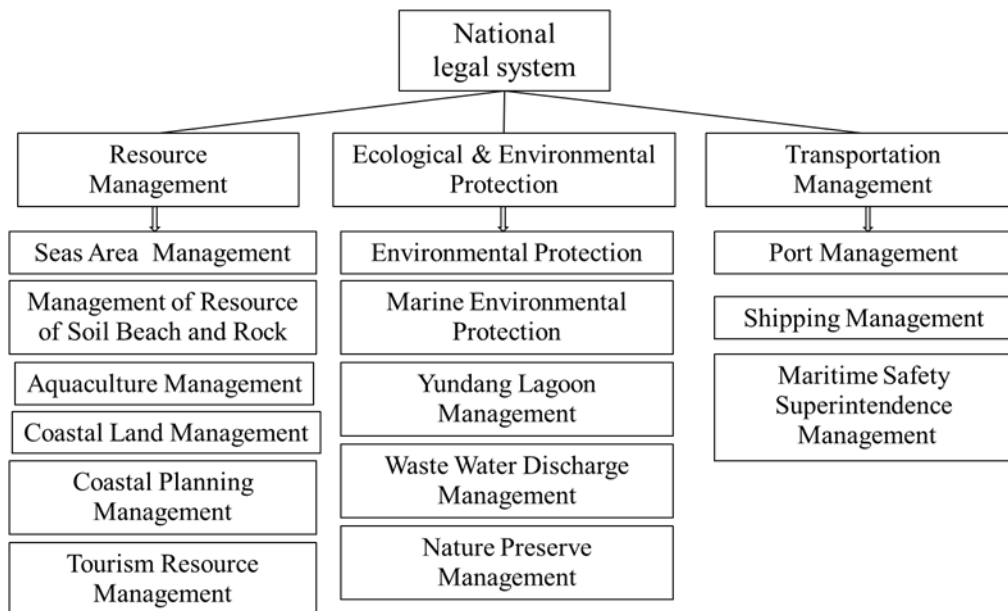 National
legal system
Resource
Management
Ecological & Environmental
Protection
Transportation
Management
Seas Area Management
Management of Resource
of Soil Beach and Rock
Aquaculture Management
Coastal Land Management
Coastal Planning
Management
Tourism Resource
Management
Environmental Protection
Marine Environmental
Protection
Yundang Lagoon
Management
Waste Water Discharge
Management
Nature Preserve
Management
Port Management
Shipping Management
Maritime Safety
Superintendence
Management